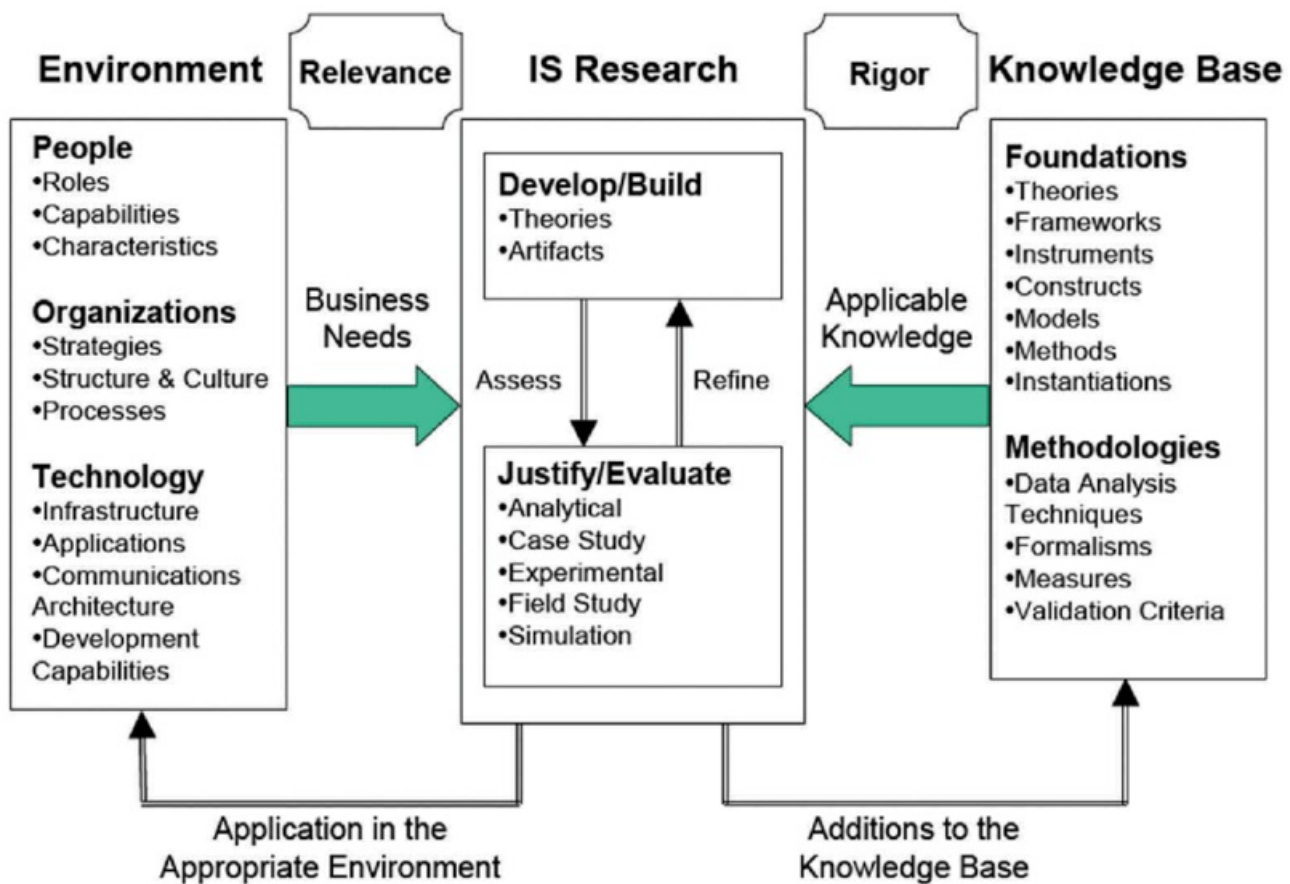 Environment
Relevance
IS Research
Rigor
Knowledge Base
People
•Roles
•Capabilities
•Characteristics
Organizations
•Strategies
•Structure & Culture
•Processes
Technology
•Infrastructure
•Applications
•Communications
Architecture
•Development
Capabilities
Business
Needs
Develop/Build
•Theories
•Artifacts
Assess
Refine
Justify/Evaluate
•Analytical
•Case Study
•Experimental
•Field Study
•Simulation
Applicable
Knowledge
Foundations
•Theories
•Frameworks
•Instruments
•Constructs
•Models
•Methods
•Instantiations
Methodologies
•Data Analysis
Techniques
•Formalisms
•Measures
•Validation Criteria
Application in the
Appropriate Environment
Additions to the
Knowledge Base